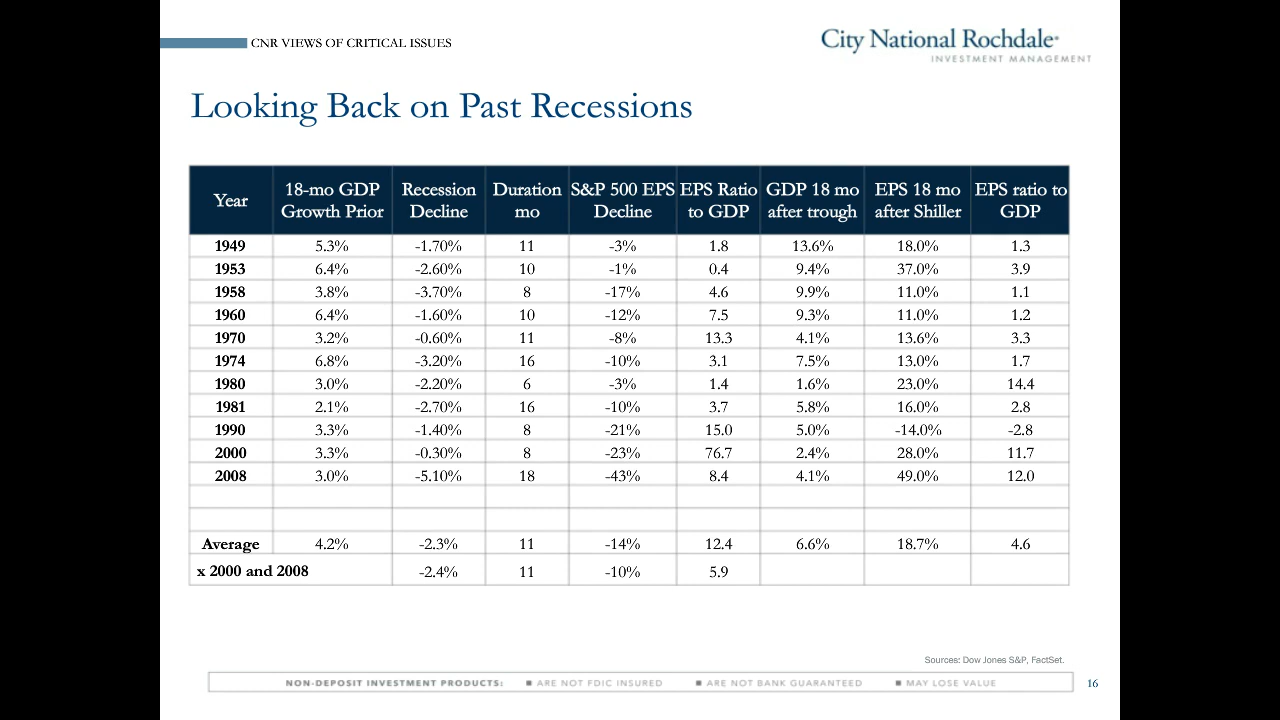 CNR VIEWS OF CRITICAL ISSUES
City National Rochdale
INVESTMENT MANAGEMENT
Looking Back on Past Recessions
Year 18-mo GDP Growth Prior Recession Decline Duration mo S&P 500 EPS Decline EPS Ratio to GDP GDP 18 mo after trough EPS 18 mo after Shiller EPS ratio to GDP
1949 5.3% -1.70% 11 -3% 1.8 13.6% 18.0% 1.3
1953 6.4% -2.60% 10 -1% 0.4 9.4% 37.0% 3.9
1958 3.8% -3.70% 8 -17% 4.6 9.9% 11.0% 1.1
1960 6.4% -1.60% 10 -12% 7.5 9.3% 11.0% 1.2
1970 3.2% -0.60% 11 -8% 13.3 4.1% 13.6% 3.3
1974 6.8% -3.20% 16 -10% 3.1 7.5% 13.0% 1.7
1980 3.0% -2.20% 6 -3% 1.4 1.6% 23.0% 14.4
1981 2.1% -2.70% 16 -10% 3.7 5.8% 16.0% 2.8
1990 3.3% -1.40% 8 -21% 15.0 5.0% -14.0% -2.8
2000 3.3% -0.30% 8 -23% 76.7 2.4% 28.0% 11.7
2008 3.0% -5.10% 18 -43% 8.4 4.1% 49.0% 12.0
Average 4.2% -2.3% 11 -14% 12.4 6.6% 18.7% 4.6
x 2000 and 2008 -2.4% 11 -10% 5.9
Sources: Dow Jones S&P, FactSet.
NON-DEPOSIT INVESTMENT PRODUCTS: ■ ARE NOT FDIC INSURED ■ ARE NOT BANK GUARANTEED ■ MAY LOSE VALUE
16